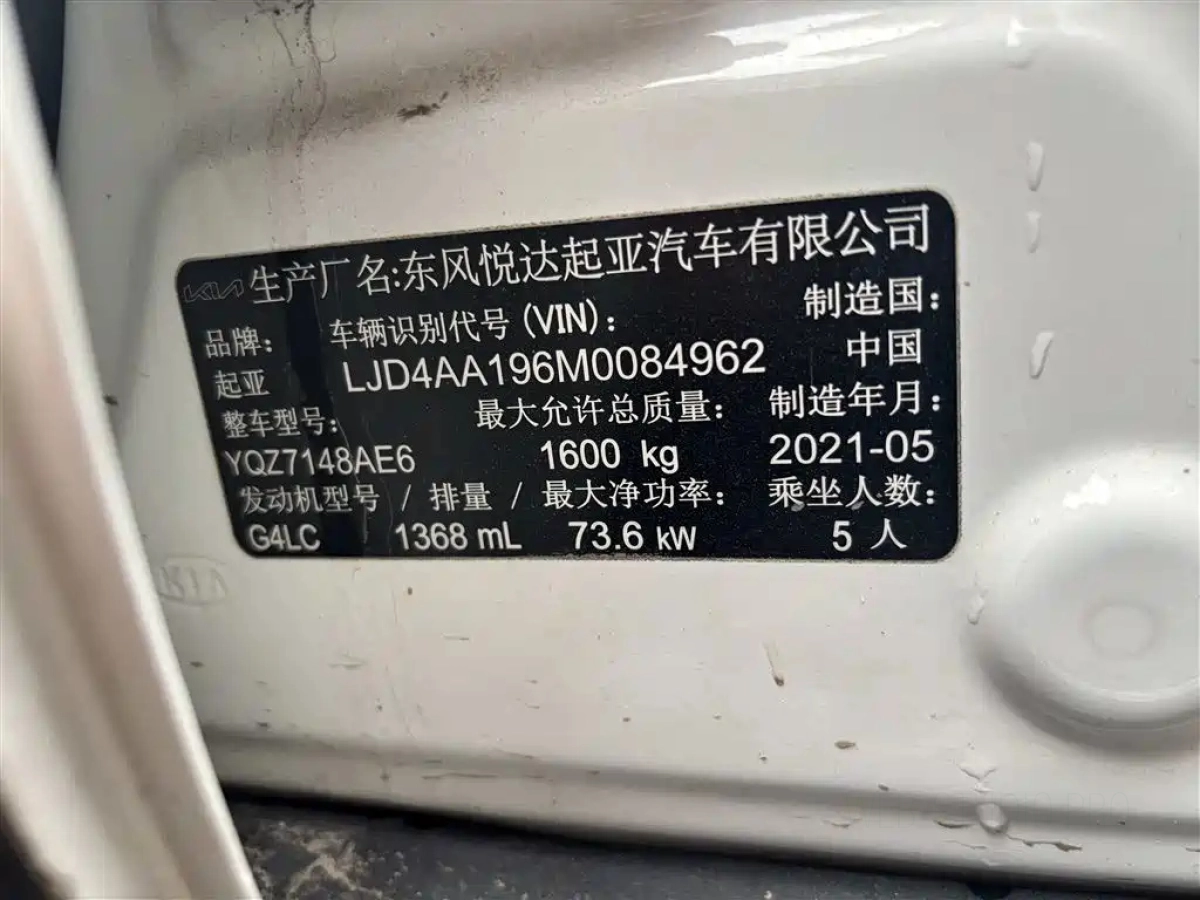 KIA 生产厂名:东风悦达起亚汽车有限公司
品牌: 车辆识别代号(VIN): 制造国:
起亚 LJD4AA196M0084962 中国
整车型号: 最大允许总质量: 制造年月:
YQZ7148AE6 1600 kg 2021-05
发动机型号 / 排量 / 最大净功率: 乘坐人数:
G4LC 1368 mL 73.6 kW 5 人